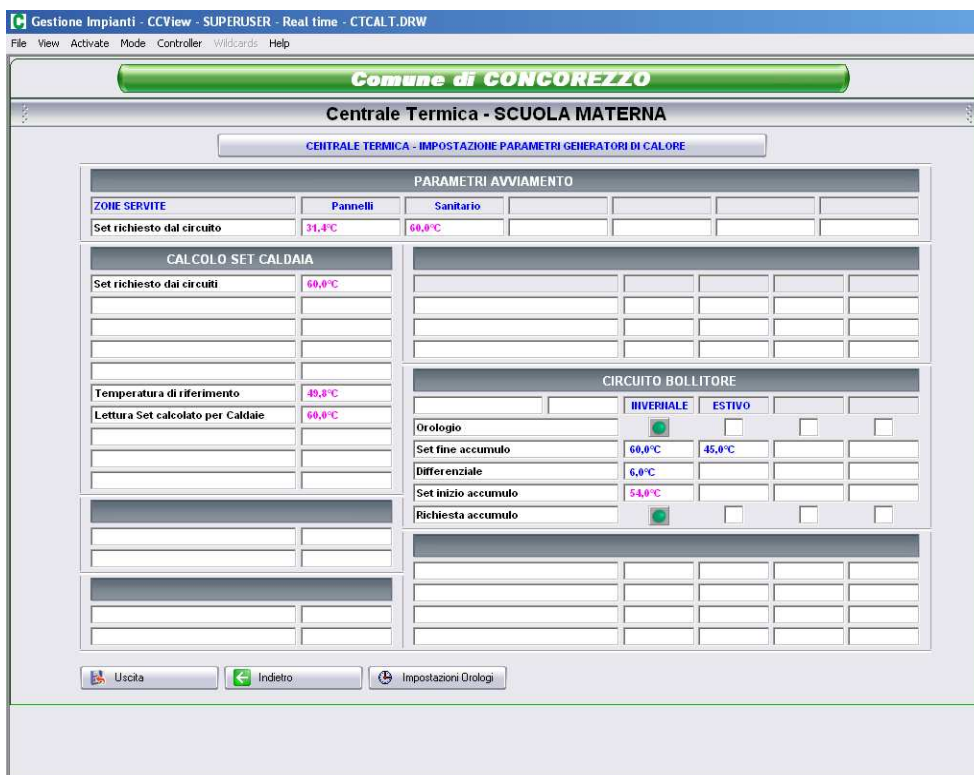 Gestione Impianti - CCView - SUPERUSER - Real time - CTCALT.DRW
File View Activate Mode Controller Wildcards Help
Comune di CONCOREZZO
Centrale Termica - SCUOLA MATERNA
CENTRALE TERMICA - IMPOSTAZIONE PARAMETRI GENERATORI DI CALORE
PARAMETRI AVVIAMENTO
ZONE SERVITE Pannelli Sanitario
Set richiesto dal circuito 31,4°C 60,0°C
CALCOLO SET CALDAIA
Set richiesto dai circuiti 60,0°C
Temperatura di riferimento 49,8°C
Lettura Set calcolato per Caldaie 60,0°C
CIRCUITO BOLLITORE
INVERNALE ESTIVO
Orologio
Set fine accumulo 60,0°C 45,0°C
Differenziale 6,0°C
Set inizio accumulo 54,0°C
Richiesta accumulo
Uscita Indietro Impostazioni Orologi